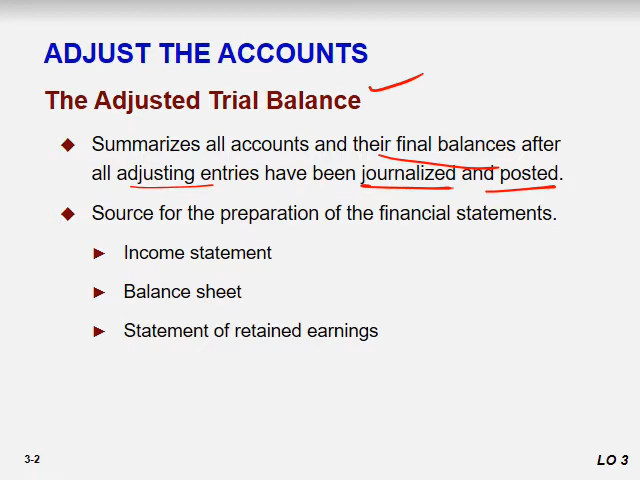 ADJUST THE ACCOUNTS
The Adjusted Trial Balance
Summarizes all accounts and their final balances after
all adjusting entries have been journalized and posted.
Source for the preparation of the financial statements.
Income statement
Balance sheet
Statement of retained earnings
3-2
LO 3